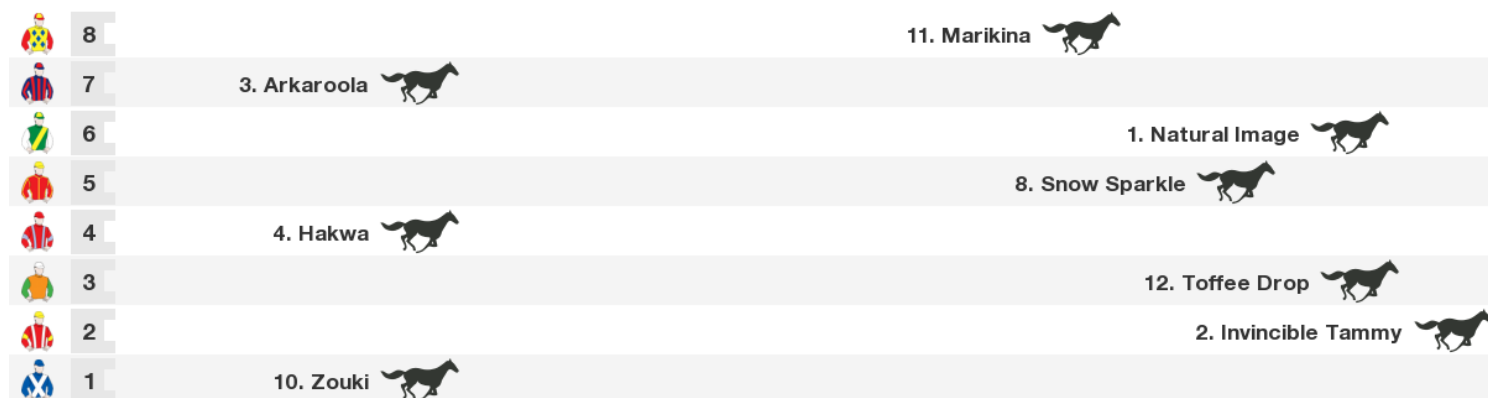 8 11. Marikina
7 3. Arkaroola
6 1. Natural Image
5 8. Snow Sparkle
4 4. Hakwa
3 12. Toffee Drop
2 2. Invincible Tammy
1 10. Zouki